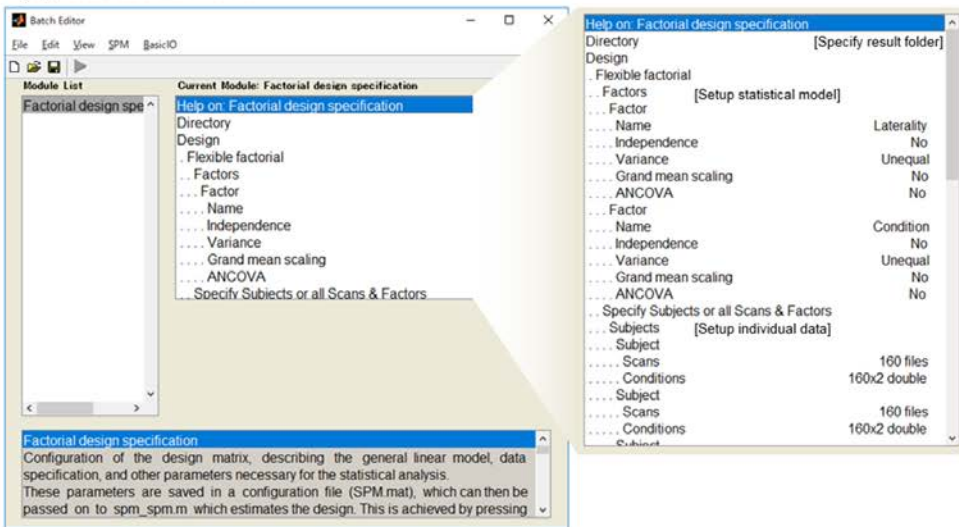 Batch Editor
File Edit View SPM BasicIO
Module List
Factorial design spe
Current Module: Factorial design specification
Help on: Factorial design specification
Directory
Design
. Flexible factorial
. . Factors
. . . Factor
. . . . Name
. . . . Independence
. . . . Variance
. . . . Grand mean scaling
. . . . ANCOVA
. . Specify Subjects or all Scans & Factors
Factorial design specification
Configuration of the design matrix, describing the general linear model, data
specification, and other parameters necessary for the statistical analysis.
These parameters are saved in a configuration file (SPM.mat), which can then be
passed on to spm_spm.m which estimates the design. This is achieved by pressing
Help on: Factorial design specification
Directory [Specify result folder]
Design
. Flexible factorial
. . Factors [Setup statistical model]
. . . Factor
. . . . Name Laterality
. . . . Independence No
. . . . Variance Unequal
. . . . Grand mean scaling No
. . . . ANCOVA No
. . . Factor
. . . . Name Condition
. . . . Independence No
. . . . Variance Unequal
. . . . Grand mean scaling No
. . . . ANCOVA No
. . Specify Subjects or all Scans & Factors
. . . Subjects [Setup individual data]
. . . . Subject
. . . . . Scans 160 files
. . . . . Conditions 160x2 double
. . . . Subject
. . . . . Scans 160 files
. . . . . Conditions 160x2 double
. . . . Subject